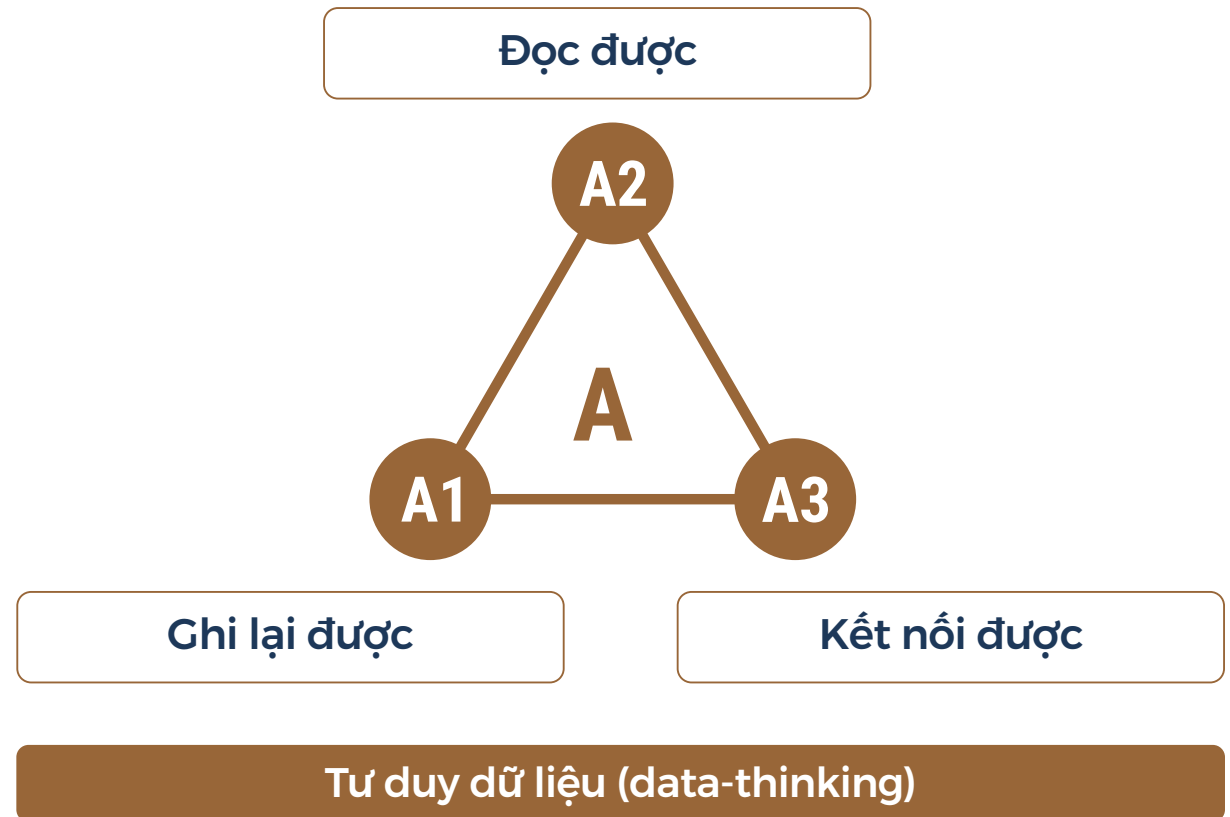 Đọc được
A2
A
A1
A3
Ghi lại được
Kết nối được
Tư duy dữ liệu (data-thinking)